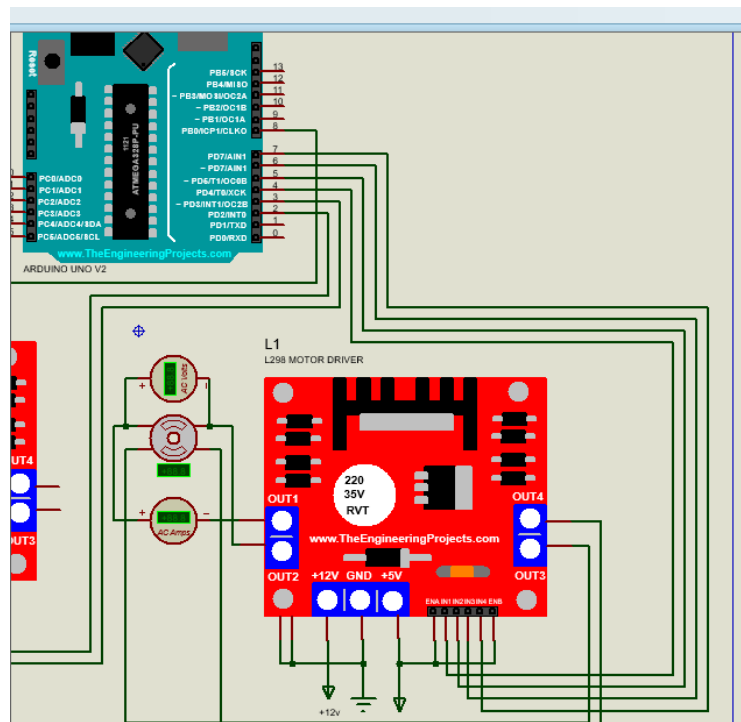 Reset
1121
ATMEGA328P-PU
PB5/SCK
PB4/MISO
~ PB3/MOSI/OC2A
~ PB2/OC1B
~ PB1/OC1A
PB0/ICP1/CLKO
PD7/AIN1
~ PD7/AIN1
~ PD5/T1/OC0B
PD4/T0/XCK
~ PD3/INT1/OC2B
PD2/INT0
PD1/TXD
PD0/RXD
13
12
11
10
9
8
7
6
5
4
3
2
1
0
PC0/ADC0
PC1/ADC1
PC2/ADC2
PC3/ADC3
PC4/ADC4/SDA
PC5/ADC5/SCL
www.TheEngineeringProjects.com
ARDUINO UNO V2
L1
L298 MOTOR DRIVER
AC Volts
+
AC Amps
+ −
OUT4
OUT3
220
35V
RVT
OUT1
OUT4
www.TheEngineeringProjects.com
OUT2
+12V GND +5V
OUT3
ENA IN1 IN2 IN3 IN4 ENB
+12v